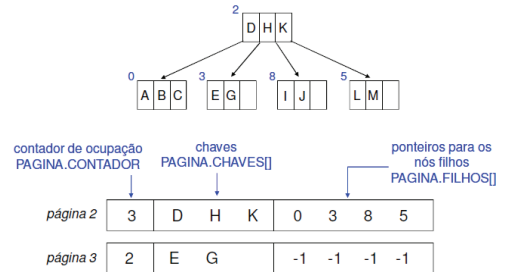 2
D H K
0 3 8 5
A B C E G I J L M
contador de ocupação
PAGINA.CONTADOR
chaves
PAGINA.CHAVES[]
ponteiros para os
nós filhos
PAGINA.FILHOS[]
página 2 3 D H K 0 3 8 5
página 3 2 E G -1 -1 -1 -1